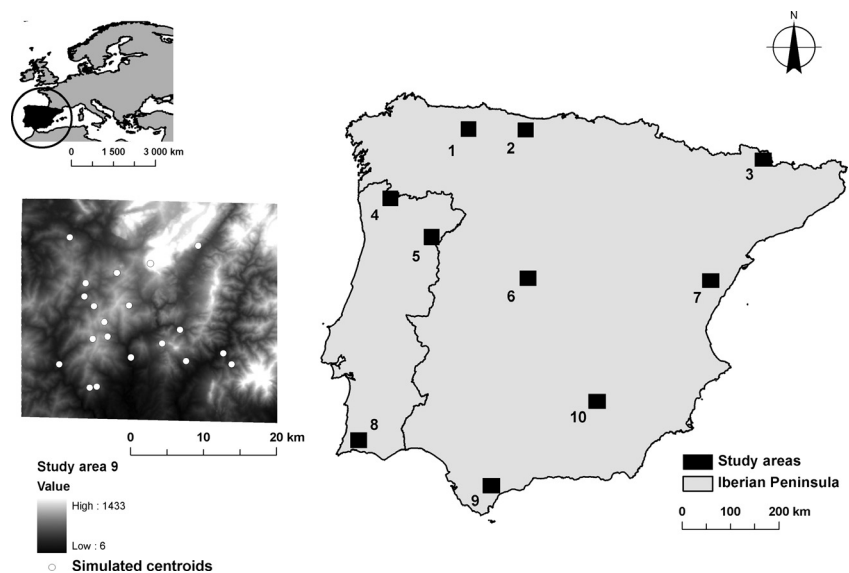 N
0 1 500 3 000 km
1
2
3
4
5
6
7
8
9
10
0 10 20 km
Study area 9
Value
High : 1433
Low : 6
Simulated centroids
Study areas
Iberian Peninsula
0 100 200 km